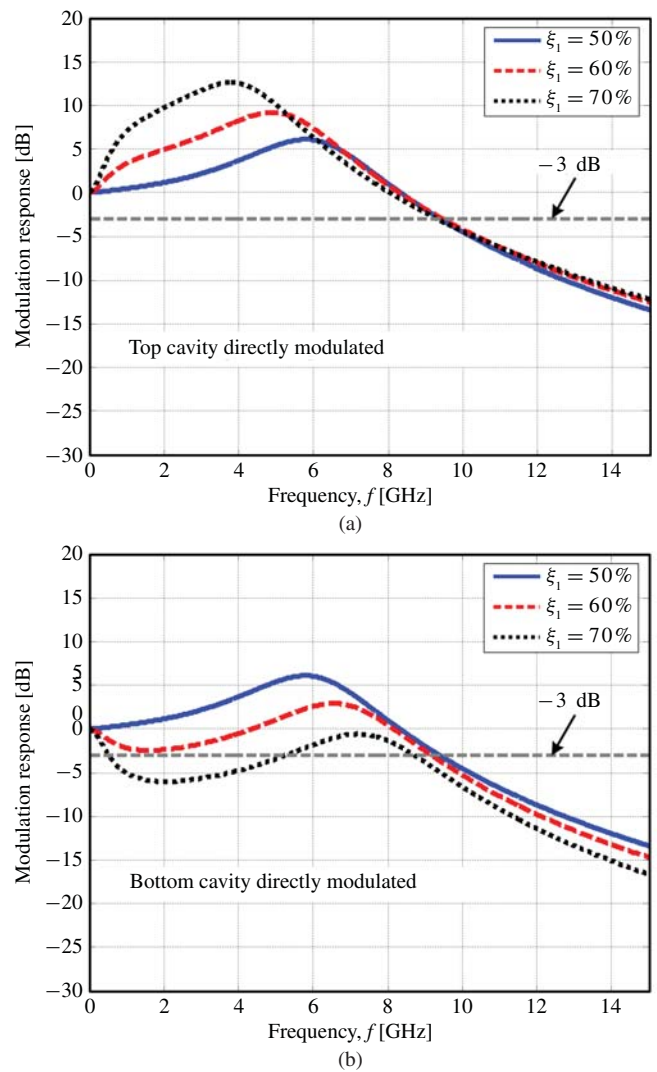 20
15
10
5
0
−5
−10
−15
−20
−25
−30
Modulation response [dB]
ξ1 = 50%
ξ1 = 60%
ξ1 = 70%
−3 dB
Top cavity directly modulated
0 2 4 6 8 10 12 14
Frequency, f [GHz]
(a)
20
15
10
5
5
0
0
−5
−10
−15
−20
−25
−30
Modulation response [dB]
ξ1 = 50%
ξ1 = 60%
ξ1 = 70%
−3 dB
Bottom cavity directly modulated
0 2 4 6 8 10 12 14
Frequency, f [GHz]
(b)